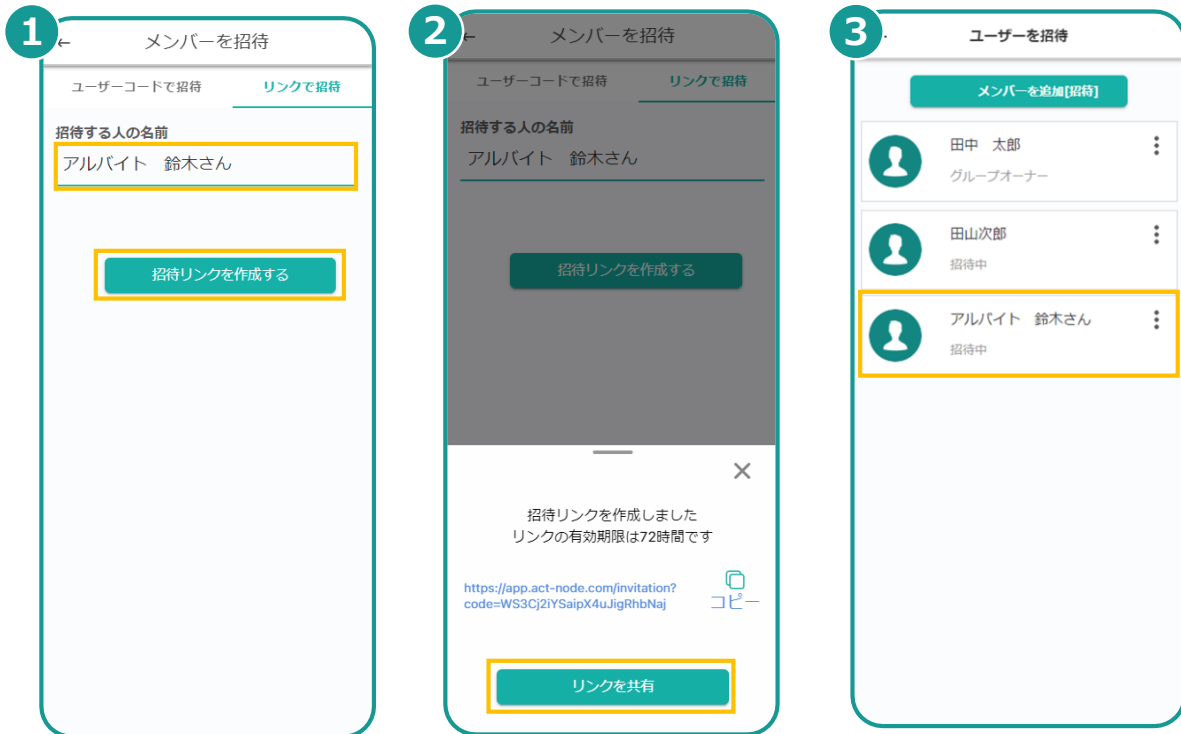 1
← メンバーを招待
ユーザーコードで招待 リンクで招待
招待する人の名前
アルバイト　鈴木さん
招待リンクを作成する
2
← メンバーを招待
ユーザーコードで招待 リンクで招待
招待する人の名前
アルバイト　鈴木さん
招待リンクを作成する
招待リンクを作成しました
リンクの有効期限は72時間です
https://app.act-node.com/invitation?
code=WS3Cj2iYSaipX4uJigRhbNaj
コピー
リンクを共有
3
ユーザーを招待
メンバーを追加[招待]
田中　太郎
グループオーナー
田山次郎
招待中
アルバイト　鈴木さん
招待中